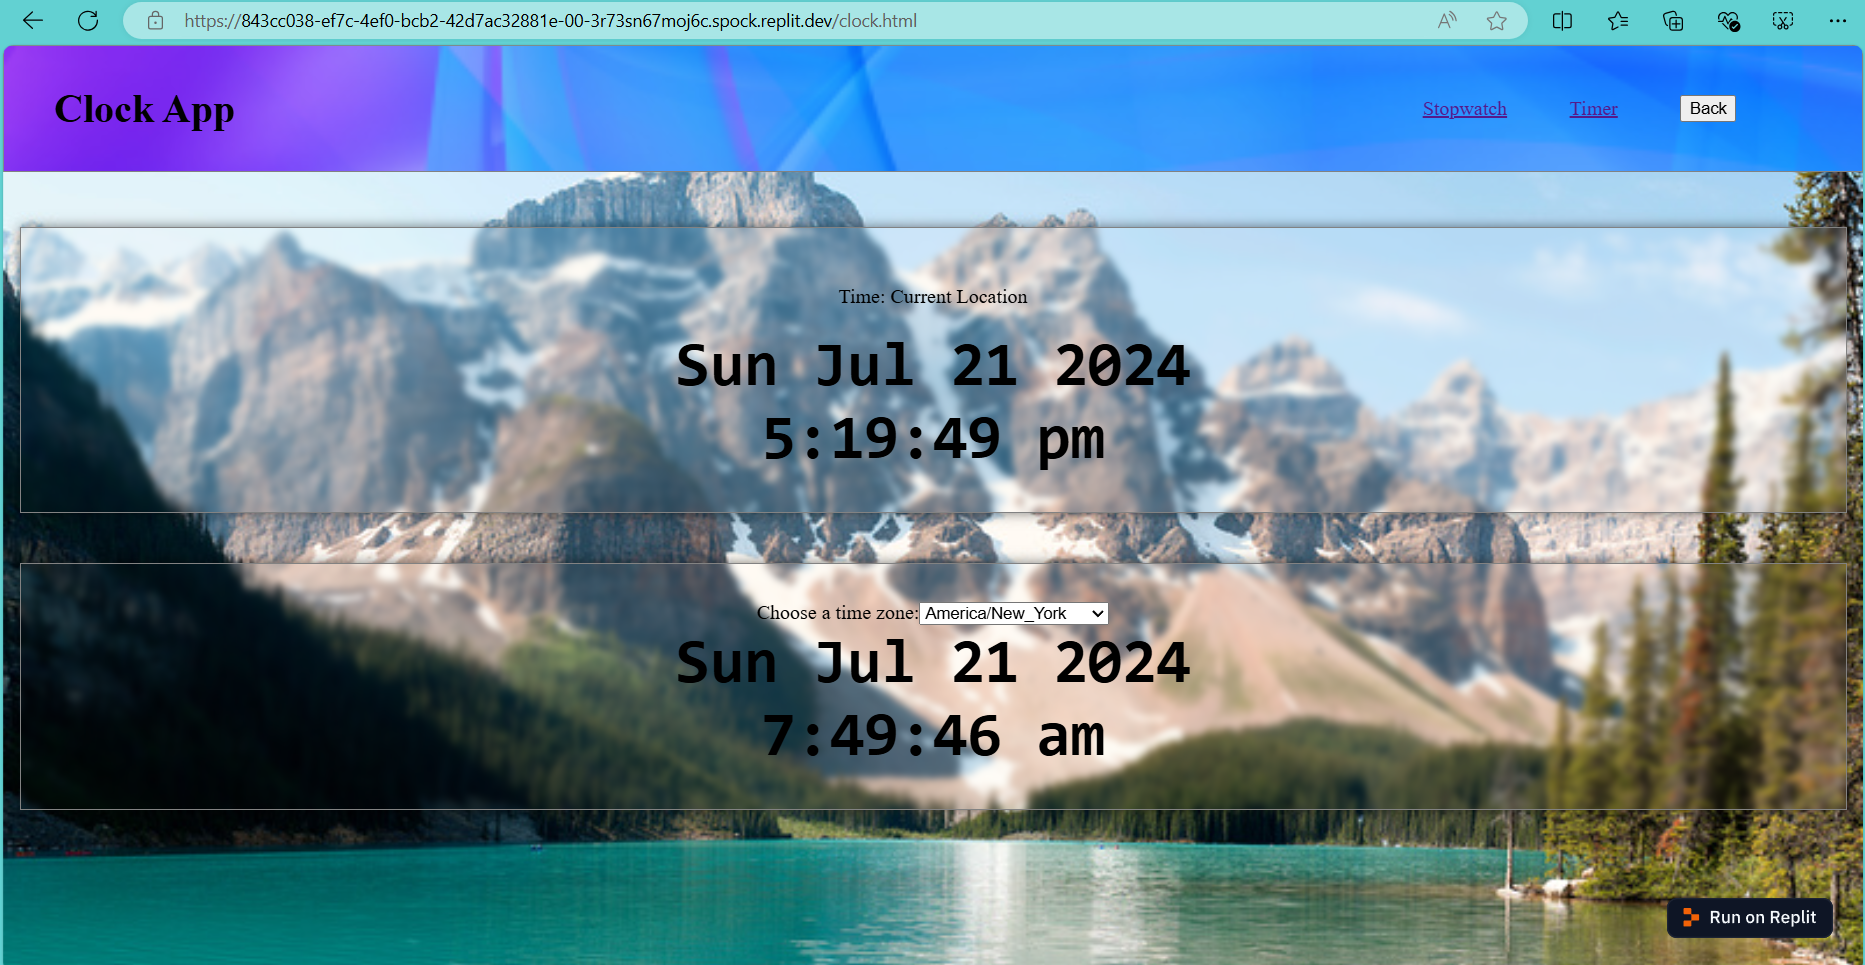 https://843cc038-ef7c-4ef0-bcb2-42d7ac32881e-00-3r73sn67moj6c.spock.replit.dev/clock.html
Clock App
Stopwatch
Timer
Back
Time: Current Location
Sun Jul 21 2024
5:19:49 pm
Choose a time zone: America/New_York
Sun Jul 21 2024
7:49:46 am
Run on Replit